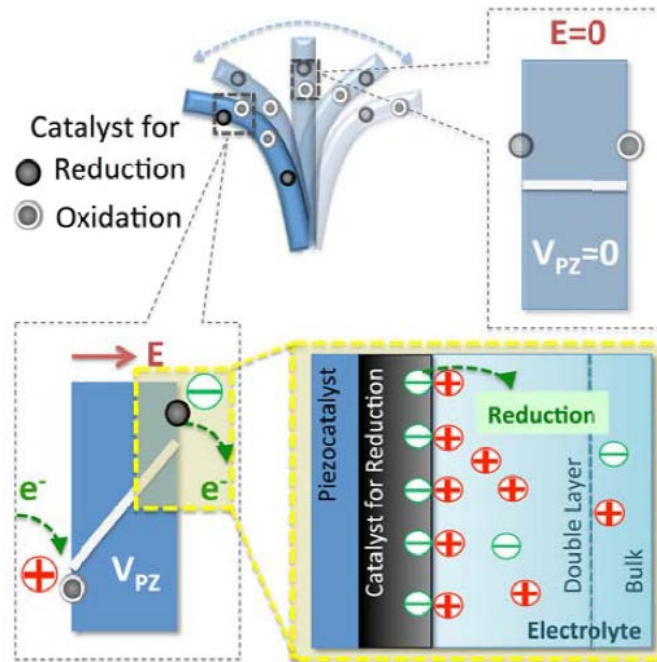 E=0
Catalyst for
Reduction
Oxidation
V_PZ=0
E
e-
e-
V_PZ
Piezocatalyst
Catalyst for Reduction
Reduction
Double Layer
Bulk
Electrolyte